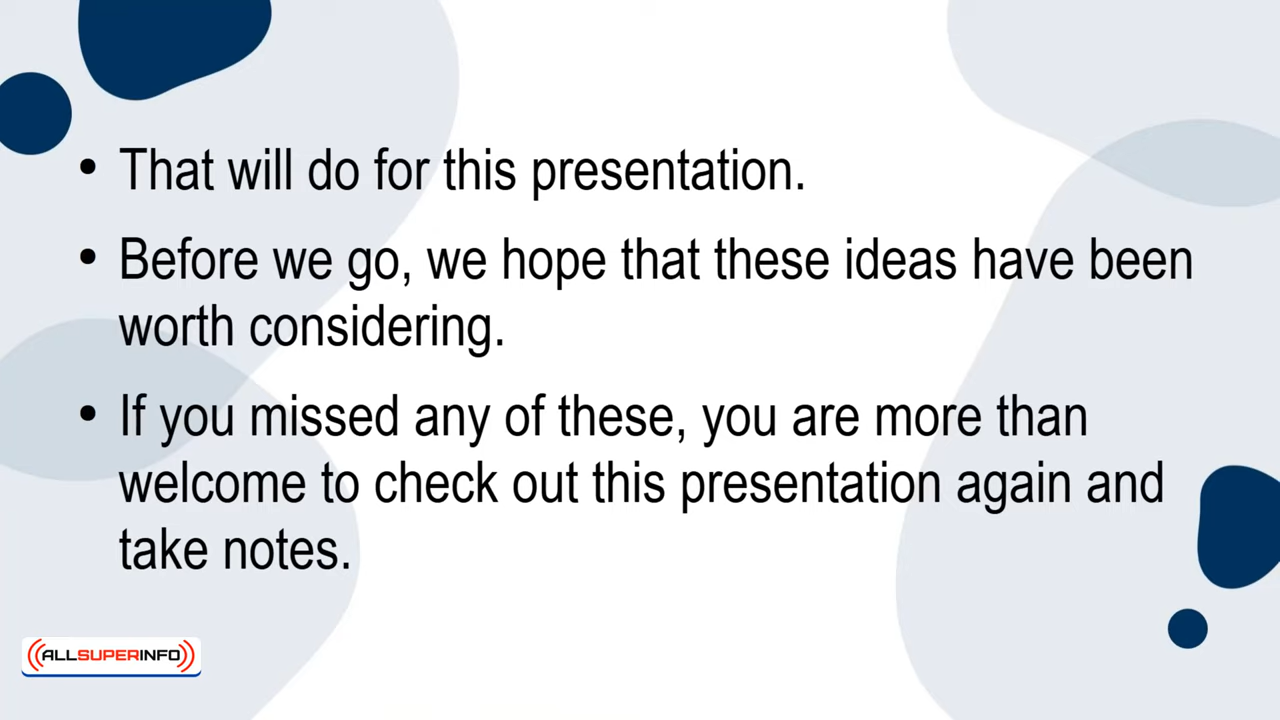 • That will do for this presentation.
• Before we go, we hope that these ideas have been
worth considering.
• If you missed any of these, you are more than
welcome to check out this presentation again and
take notes.
ALLSUPERINFO